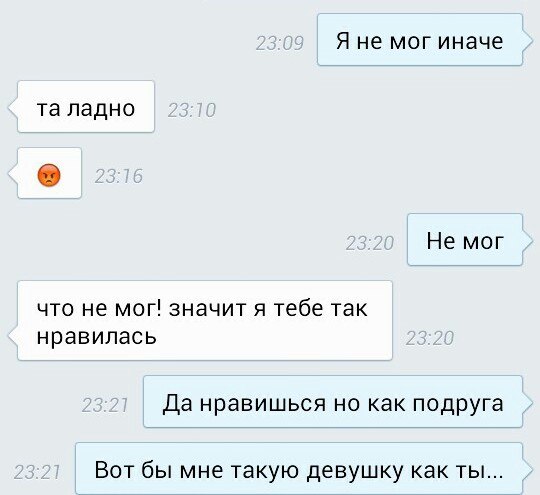 23:09 Я не мог иначе
та ладно 23:10
😡 23:16
23:20 Не мог
что не мог! значит я тебе так
нравилась 23:20
23:21 Да нравишься но как подруга
23:21 Вот бы мне такую девушку как ты...